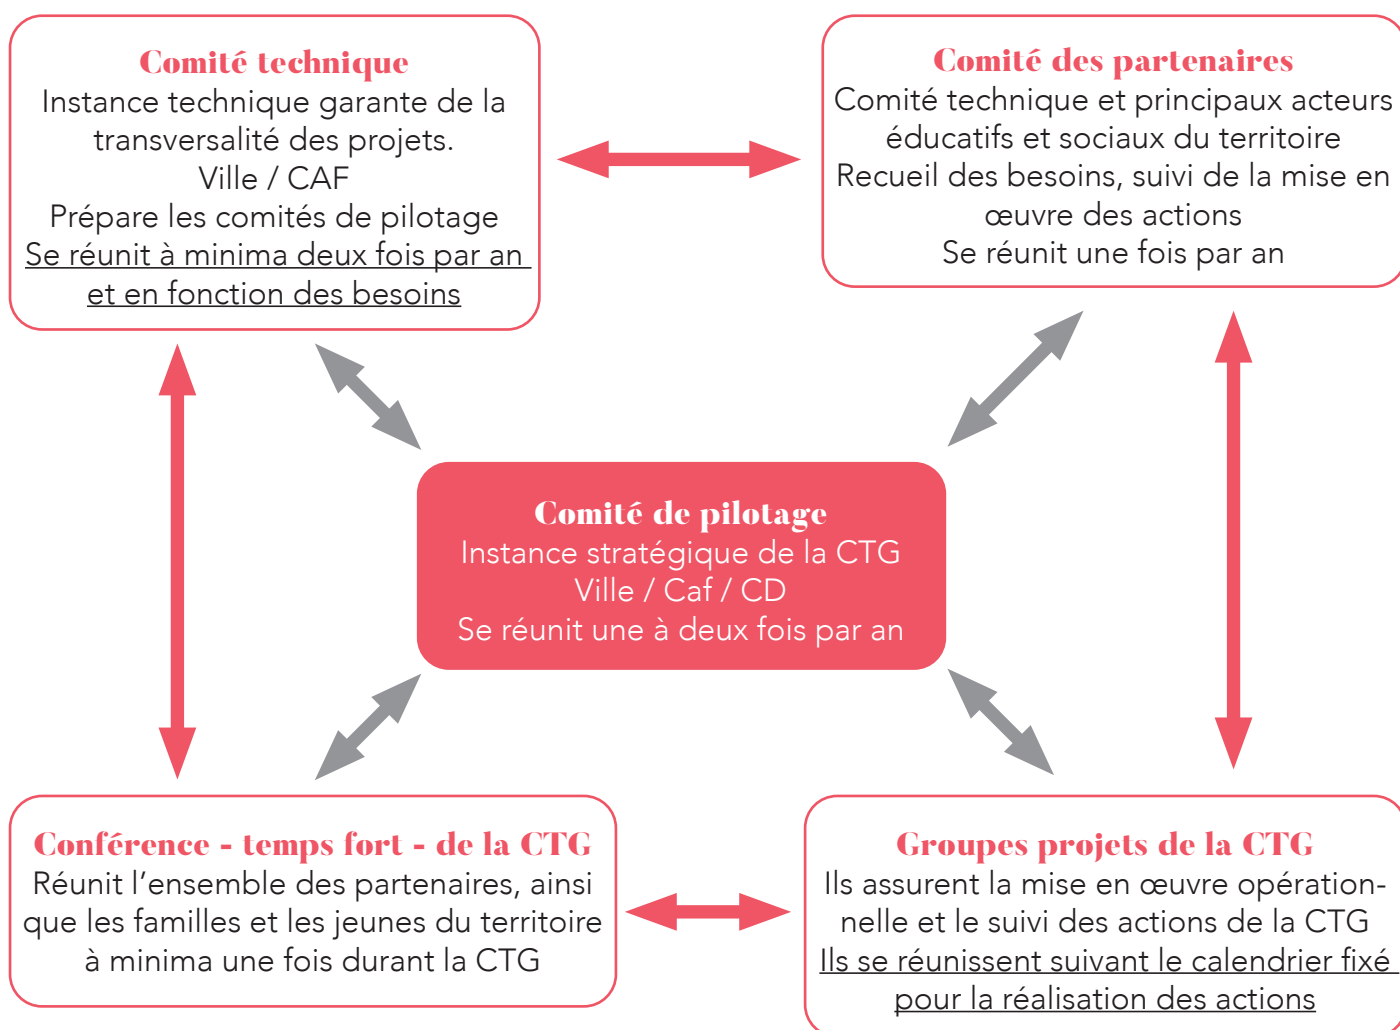 Comité technique
Instance technique garante de la
transversalité des projets.
Ville / CAF
Prépare les comités de pilotage
Se réunit à minima deux fois par an
et en fonction des besoins
Comité des partenaires
Comité technique et principaux acteurs
éducatifs et sociaux du territoire
Recueil des besoins, suivi de la mise en
œuvre des actions
Se réunit une fois par an
Comité de pilotage
Instance stratégique de la CTG
Ville / Caf / CD
Se réunit une à deux fois par an
Conférence - temps fort - de la CTG
Réunit l'ensemble des partenaires, ainsi
que les familles et les jeunes du territoire
à minima une fois durant la CTG
Groupes projets de la CTG
Ils assurent la mise en œuvre opération-
nelle et le suivi des actions de la CTG
Ils se réunissent suivant le calendrier fixé
pour la réalisation des actions